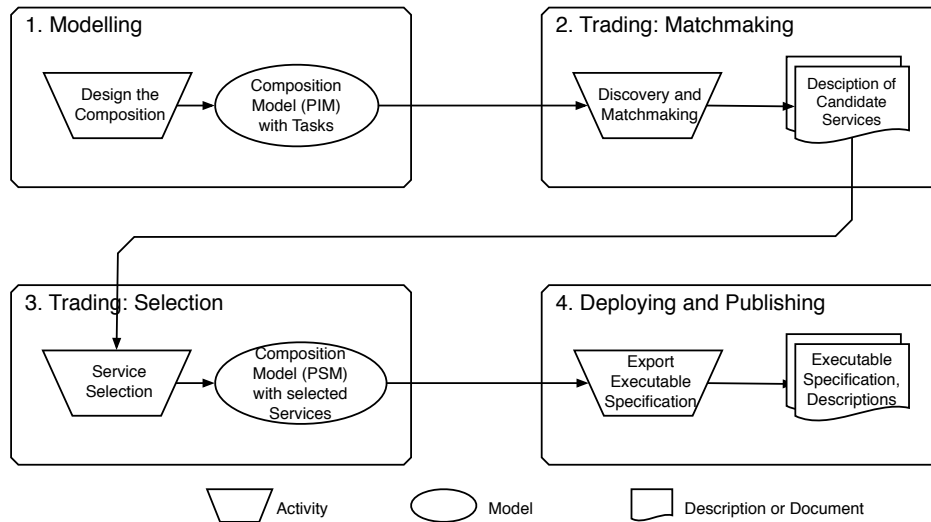 1. Modelling
Design the
Composition
Composition
Model (PIM)
with Tasks
2. Trading: Matchmaking
Discovery and
Matchmaking
Desciption of
Candidate
Services
3. Trading: Selection
Service
Selection
Composition
Model (PSM)
with selected
Services
4. Deploying and Publishing
Export
Executable
Specification
Executable
Specification,
Descriptions
Activity
Model
Description or Document